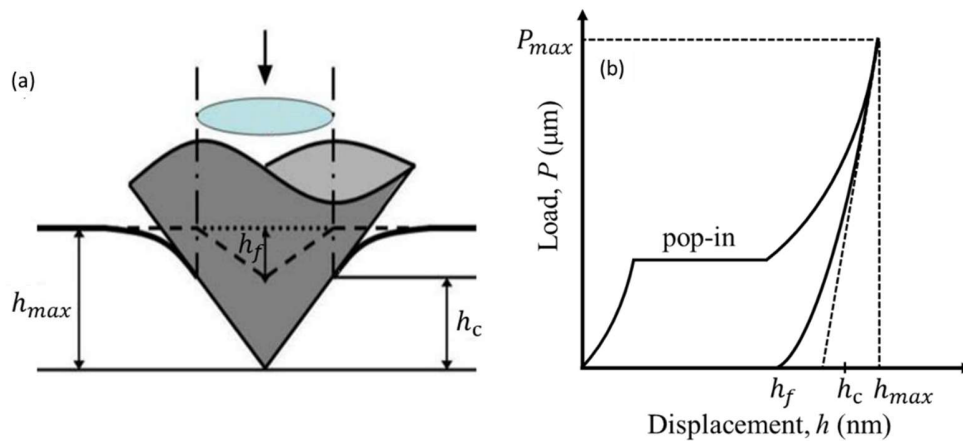 (a)
h_f
h_max
h_c
(b)
P_max
Load, P (μm)
pop-in
h_f h_c h_max
Displacement, h (nm)